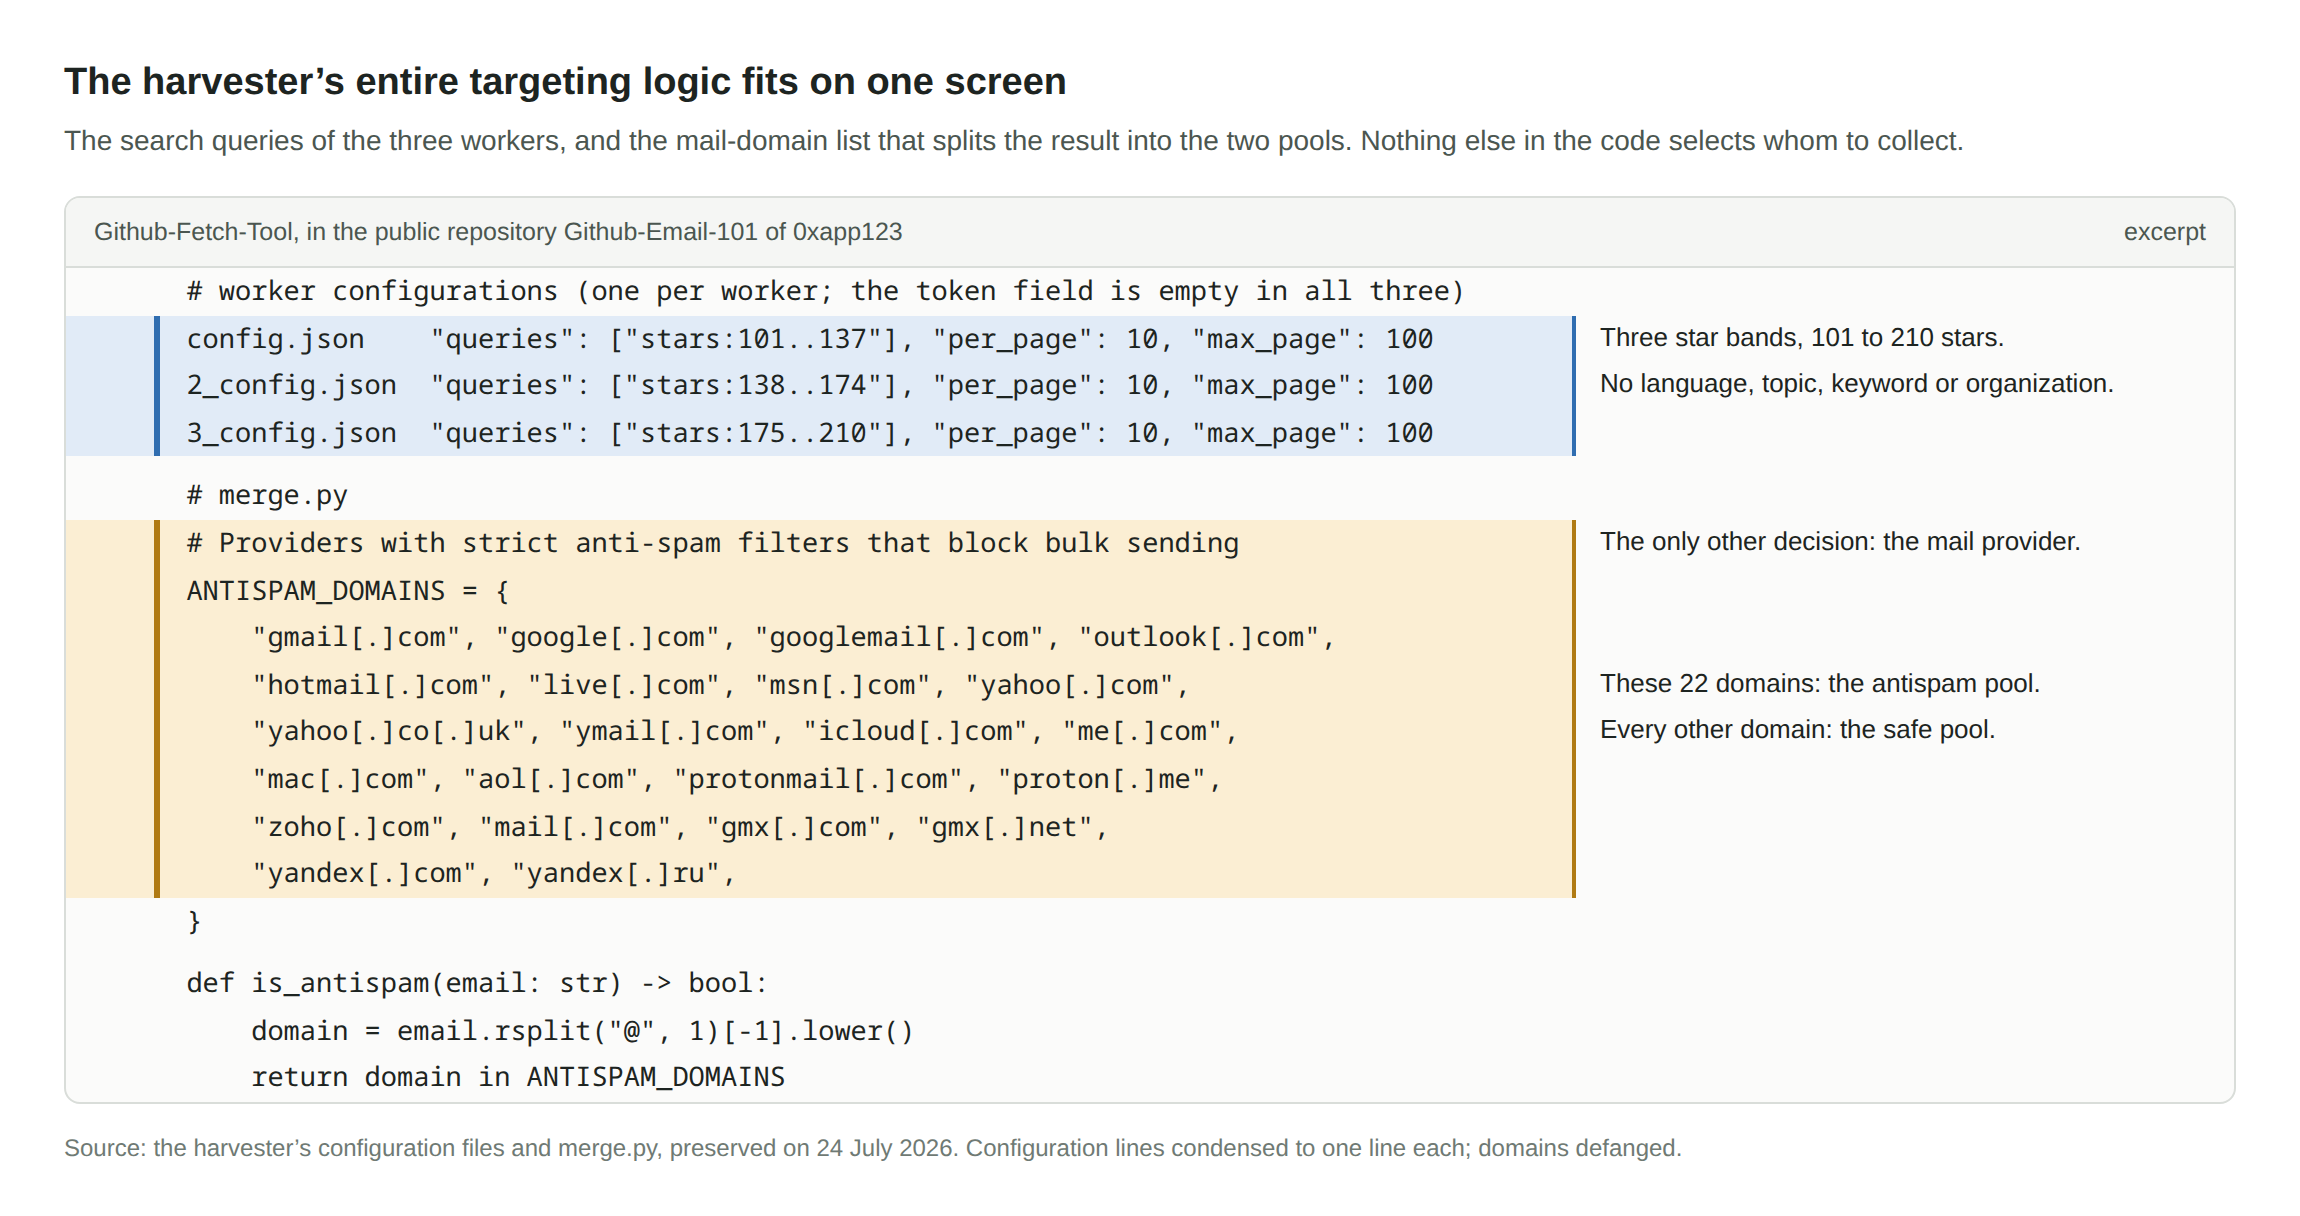 The harvester’s entire targeting logic fits on one screen
The search queries of the three workers, and the mail-domain list that splits the result into the two pools. Nothing else in the code selects whom to collect.
Github-Fetch-Tool, in the public repository Github-Email-101 of 0xapp123
excerpt
# worker configurations (one per worker; the token field is empty in all three)
config.json    "queries": ["stars:101..137"], "per_page": 10, "max_page": 100
Three star bands, 101 to 210 stars.
2_config.json  "queries": ["stars:138..174"], "per_page": 10, "max_page": 100
No language, topic, keyword or organization.
3_config.json  "queries": ["stars:175..210"], "per_page": 10, "max_page": 100
# merge.py
# Providers with strict anti-spam filters that block bulk sending
The only other decision: the mail provider.
ANTISPAM_DOMAINS = {
    "gmail[.]com", "google[.]com", "googlemail[.]com", "outlook[.]com",
    "hotmail[.]com", "live[.]com", "msn[.]com", "yahoo[.]com",
These 22 domains: the antispam pool.
    "yahoo[.]co[.]uk", "ymail[.]com", "icloud[.]com", "me[.]com",
Every other domain: the safe pool.
    "mac[.]com", "aol[.]com", "protonmail[.]com", "proton[.]me",
    "zoho[.]com", "mail[.]com", "gmx[.]com", "gmx[.]net",
    "yandex[.]com", "yandex[.]ru",
}
def is_antispam(email: str) -> bool:
    domain = email.rsplit("@", 1)[-1].lower()
    return domain in ANTISPAM_DOMAINS
Source: the harvester’s configuration files and merge.py, preserved on 24 July 2026. Configuration lines condensed to one line each; domains defanged.